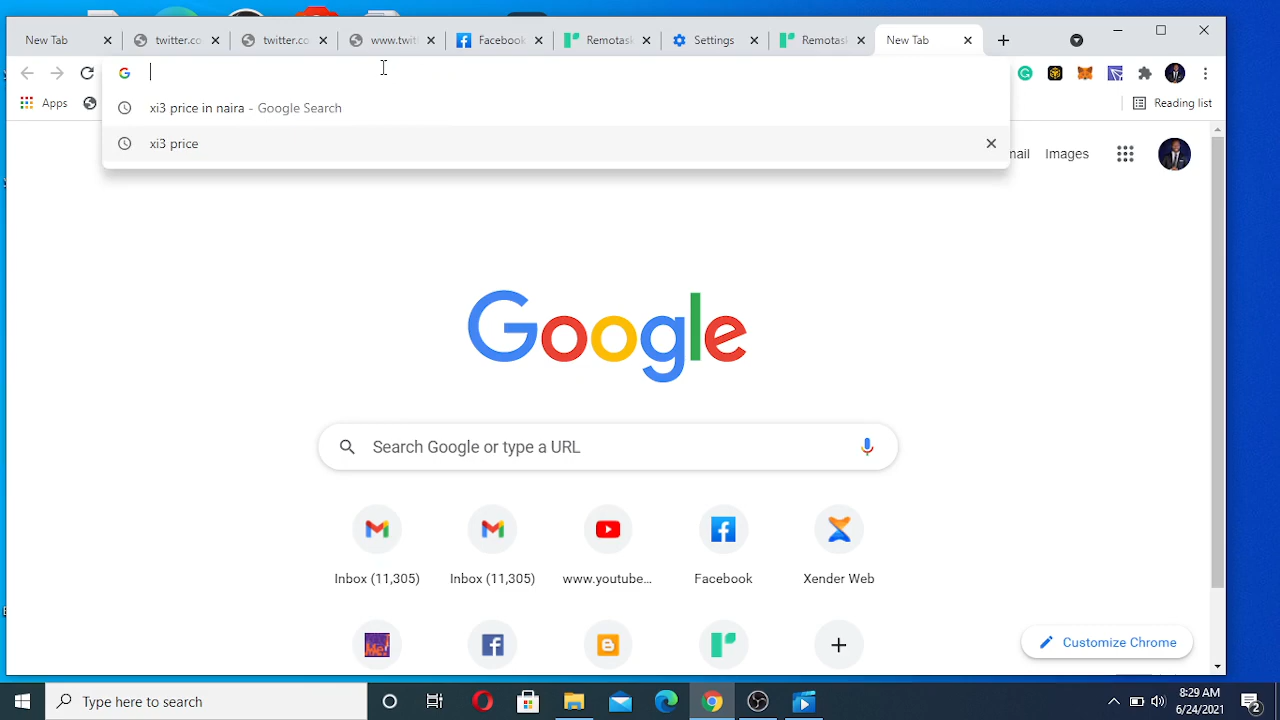 New Tab
twitter.co
twitter.co
www.twit
Facebook
Remotask
Settings
Remotas
New Tab
xi3 price in naira - Google Search
xi3 price
Apps
Reading list
mail
Images
Google
Search Google or type a URL
Inbox (11,305)
Inbox (11,305)
www.youtube...
Facebook
Xender Web
Customize Chrome
Type here to search
8:29 AM
6/24/2021
2